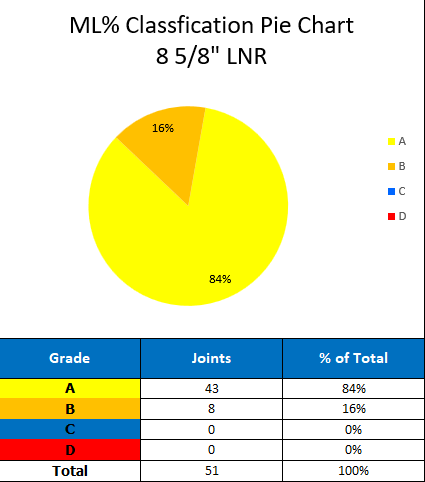 ML% Classfication Pie Chart
8 5/8" LNR
16%
84%
A
B
C
D
Grade Joints % of Total
A 43 84%
B 8 16%
C 0 0%
D 0 0%
Total 51 100%